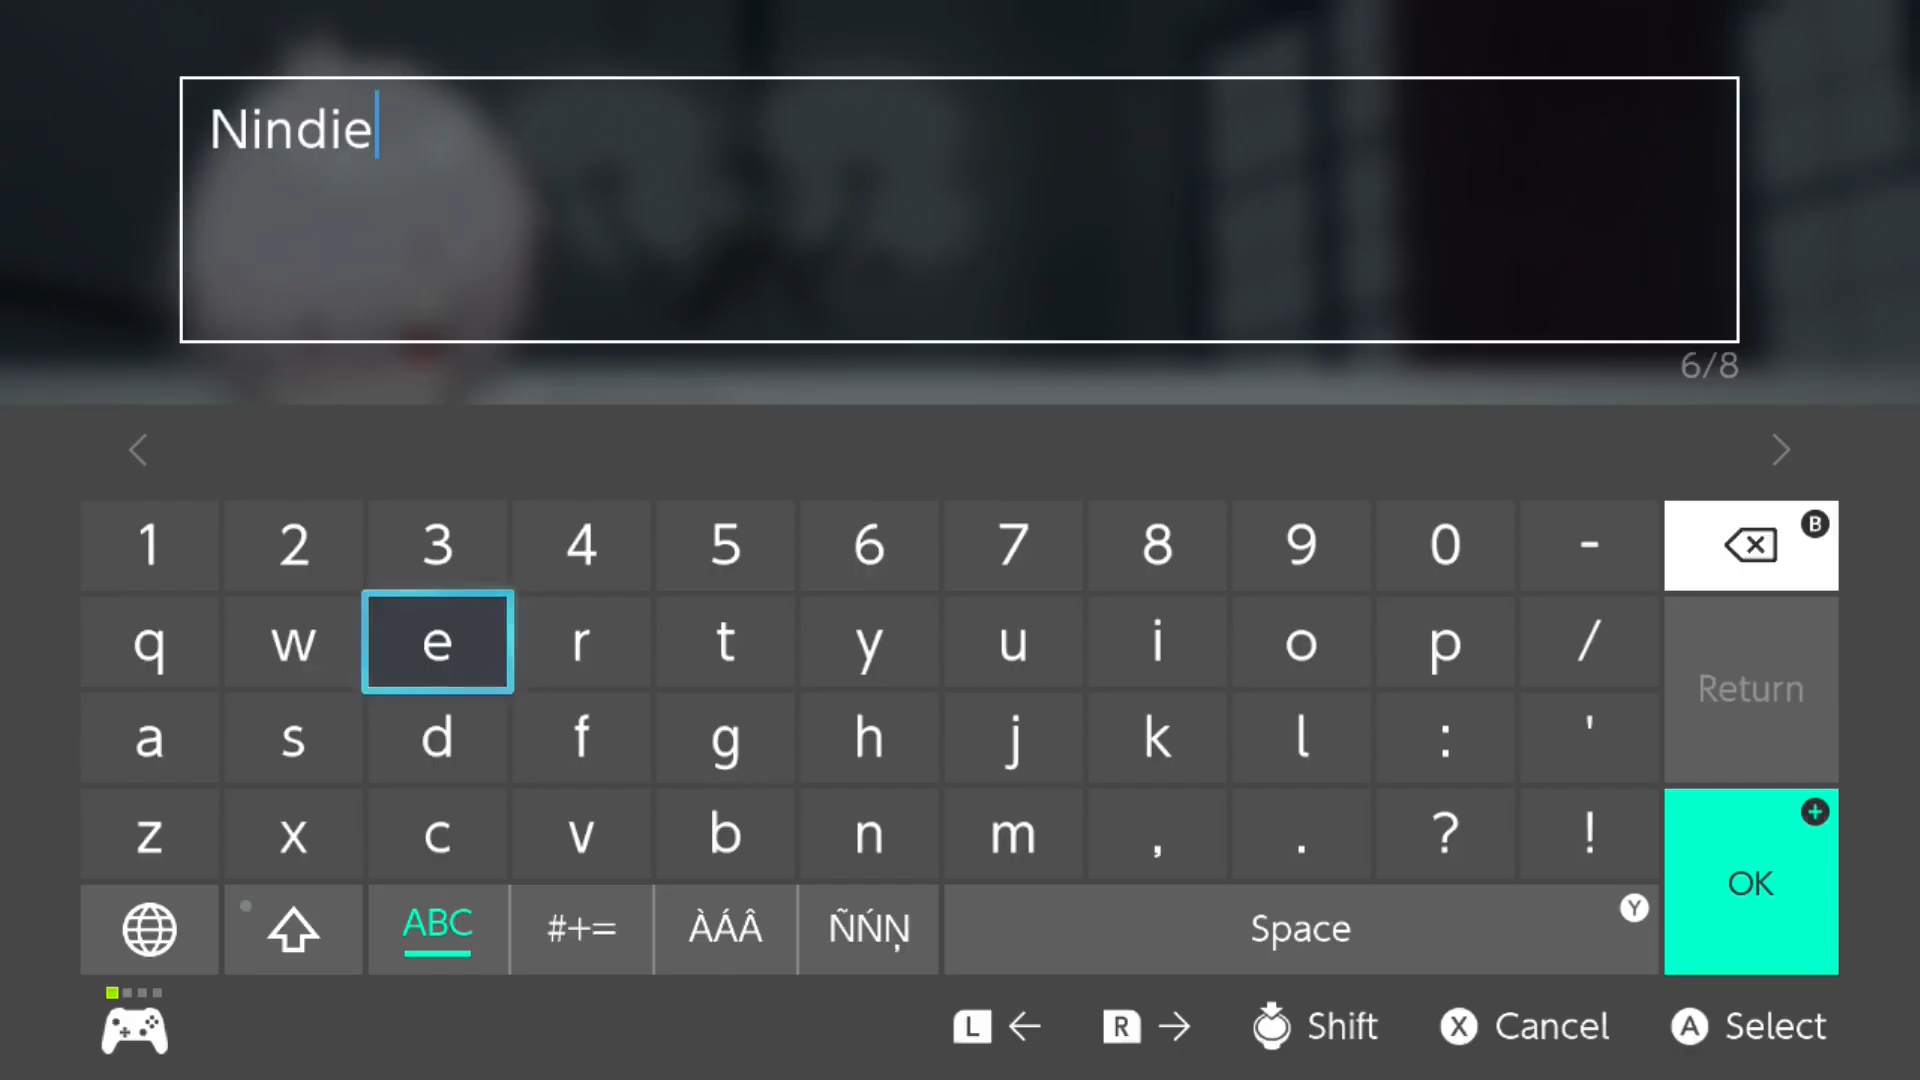 Nindie
6/8
1 2 3 4 5 6 7 8 9 0 - B
q w e r t y u i o p / Return
a s d f g h j k l : '
z x c v b n m , . ? ! + OK
ABC #+= ÀÁÂ ÑŃŅ Space Y
L ← R → Shift X Cancel A Select